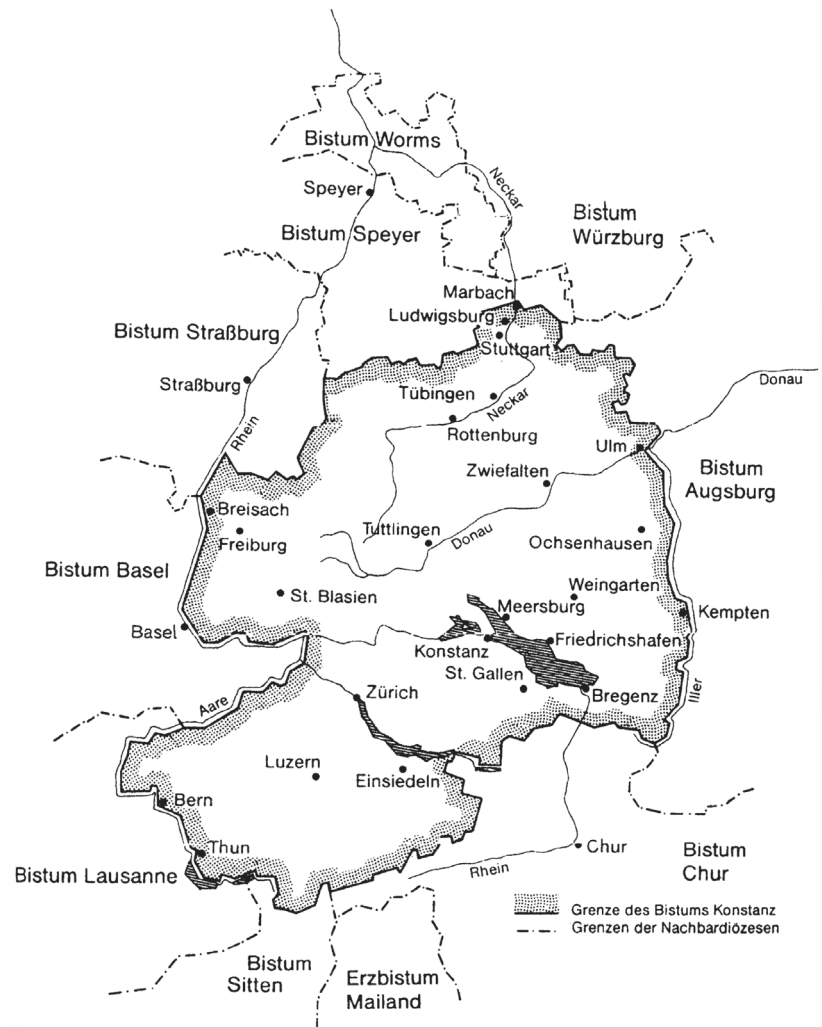 Bistum Worms
Neckar
Speyer
Bistum
Würzburg
Bistum Speyer
Marbach
Ludwigsburg
Bistum Straßburg
Stuttgart
Straßburg
Tübingen
Donau
Neckar
Rhein
Rottenburg
Ulm
Zwiefalten
Bistum
Augsburg
Breisach
Tuttlingen
Donau
Freiburg
Ochsenhausen
Bistum Basel
St. Blasien
Weingarten
Meersburg
Kempten
Basel
Konstanz
Friedrichshafen
St. Gallen
Zürich
Bregenz
Iller
Aare
Luzern
Einsiedeln
Bern
Thun
Chur
Bistum
Chur
Rhein
Bistum Lausanne
Grenze des Bistums Konstanz
Grenzen der Nachbardiözesen
Bistum
Sitten
Erzbistum
Mailand